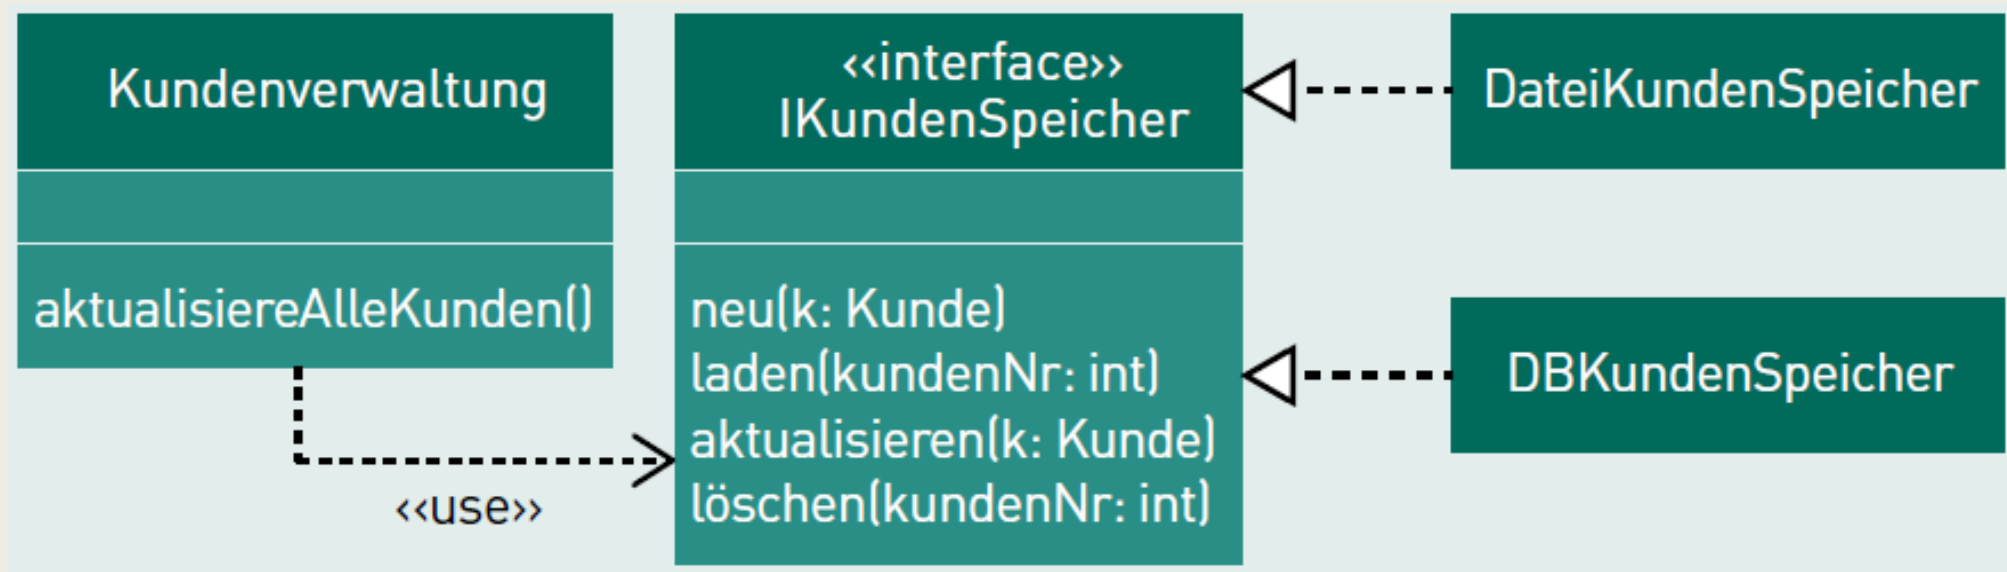 Kundenverwaltung
aktualisiereAlleKunden()
‹‹use››
‹‹interface››
IKundenSpeicher
neu(k: Kunde)
laden(kundenNr: int)
aktualisieren(k: Kunde)
löschen(kundenNr: int)
DateiKundenSpeicher
DBKundenSpeicher